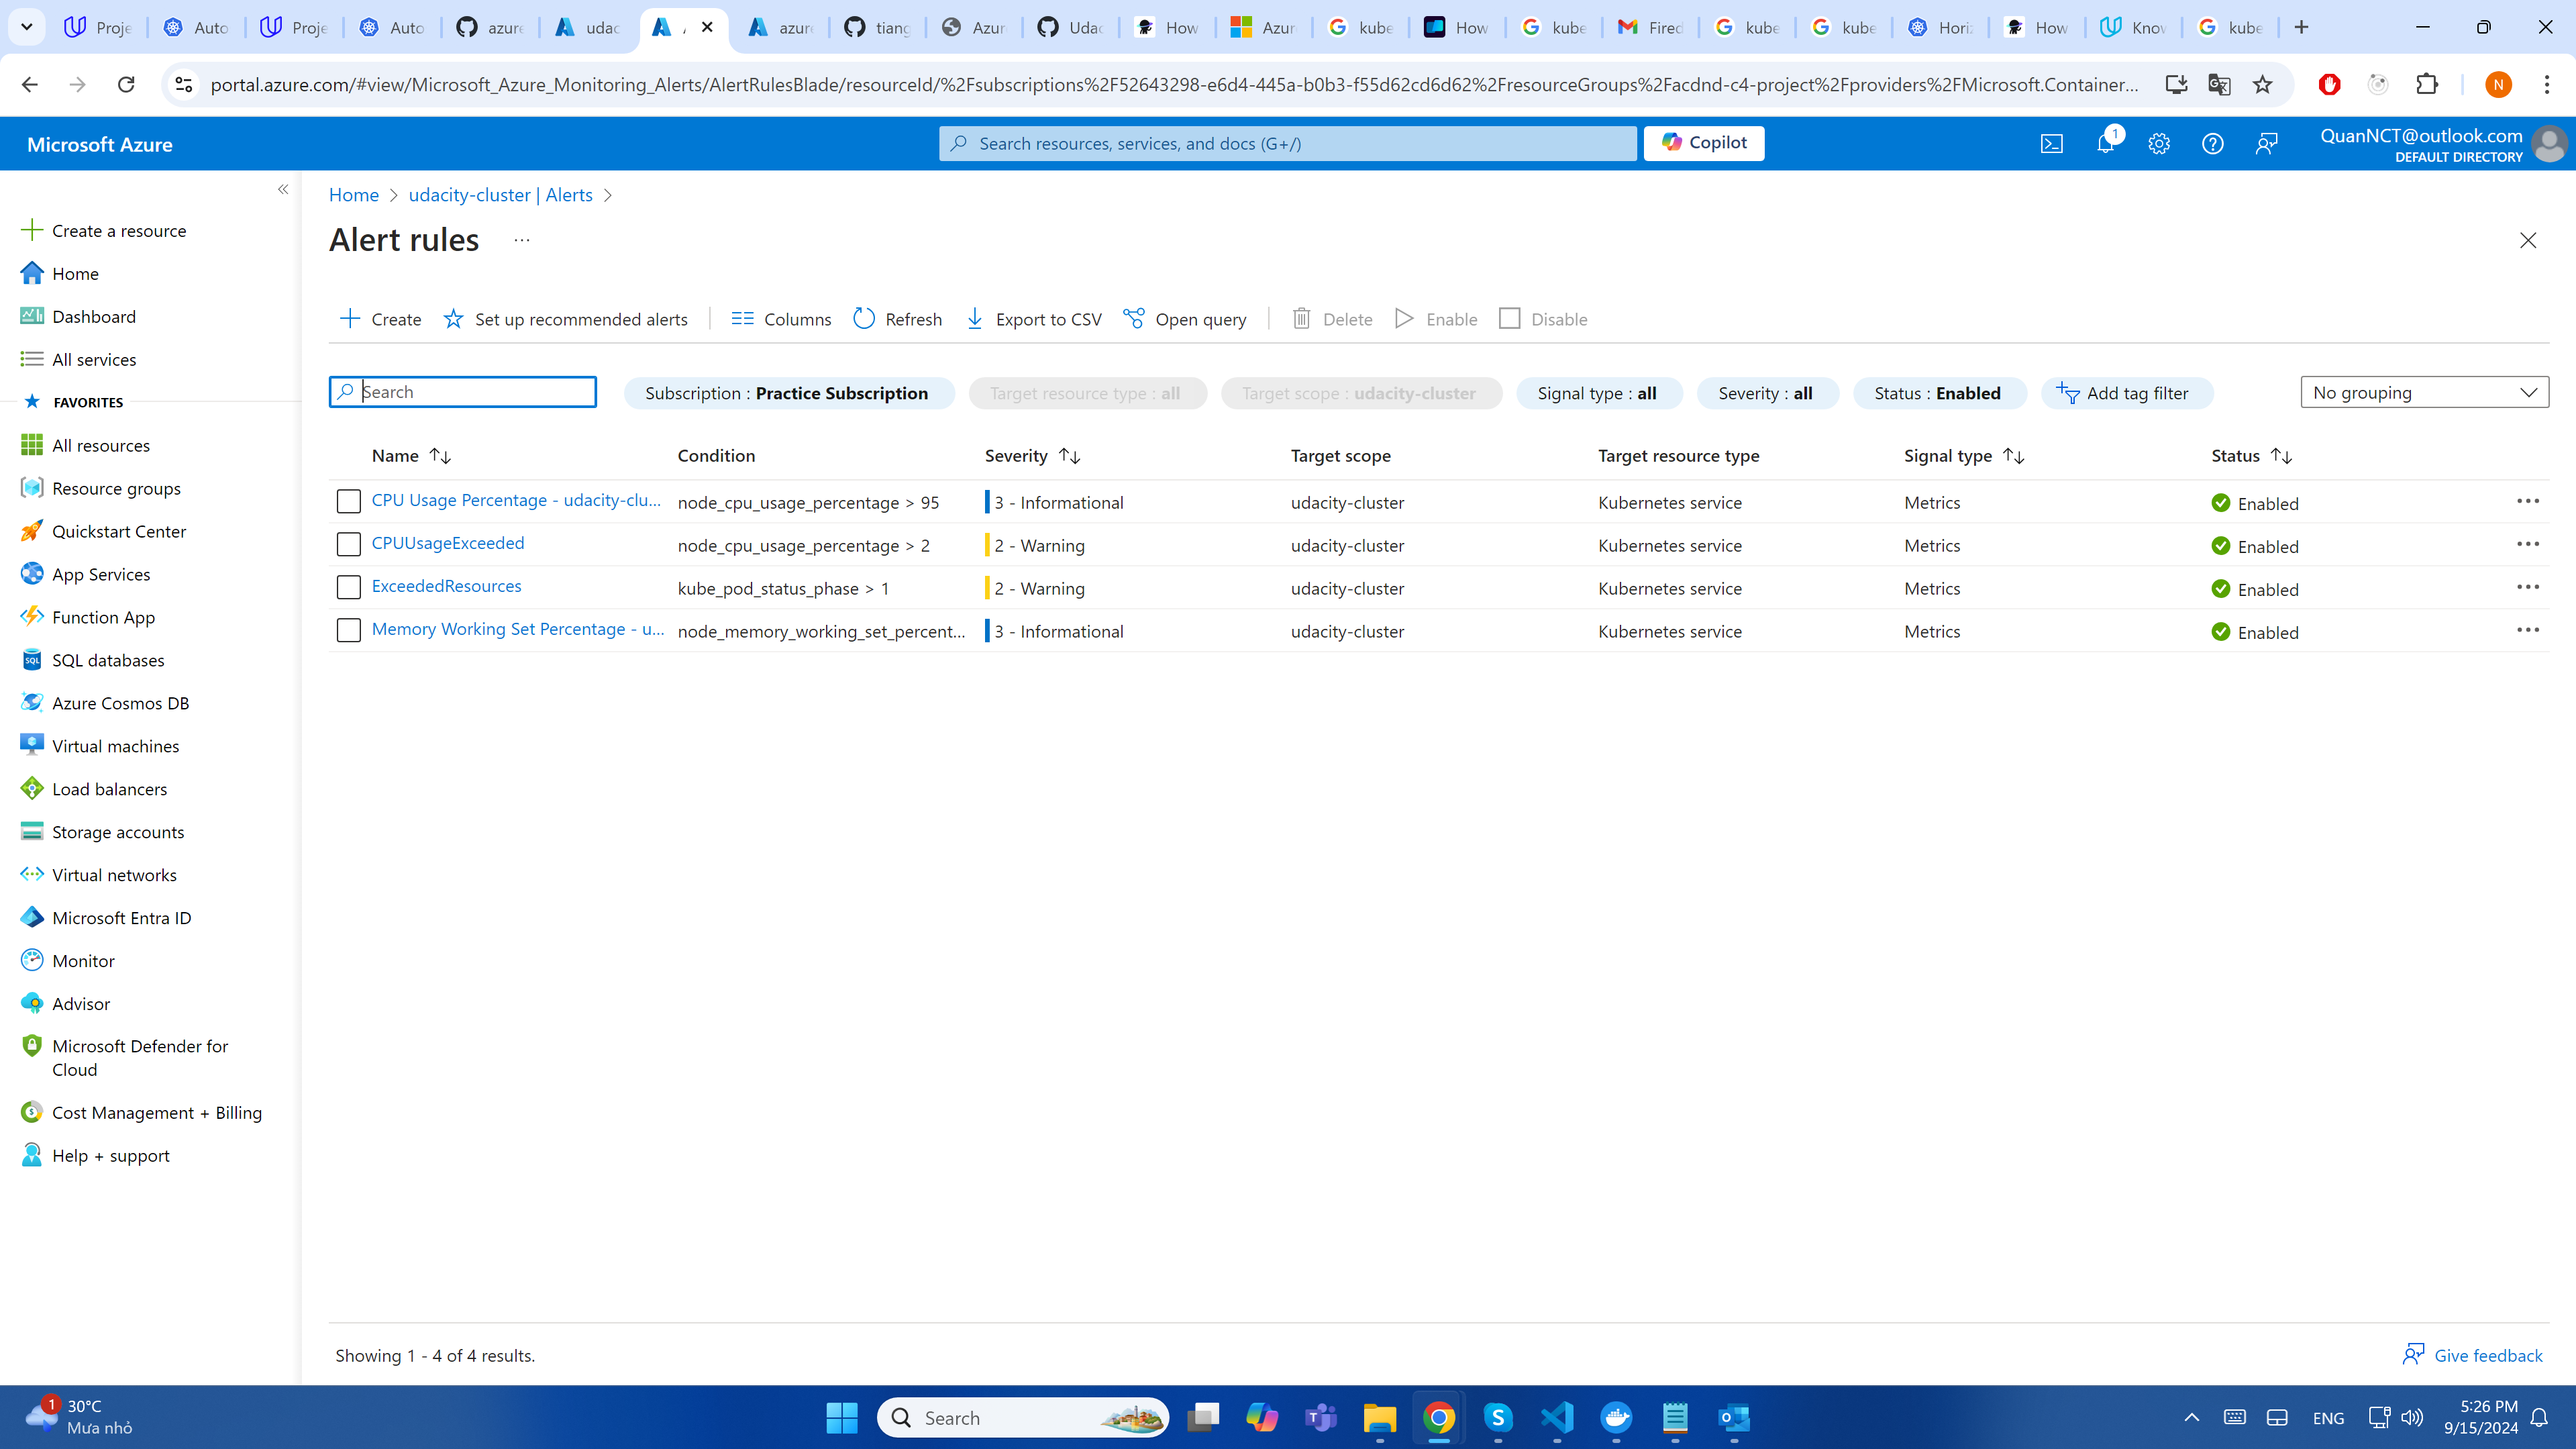 Proje
Auto
Proje
Auto
azure
udac
azure
tiang
Azur
Udac
How
Azur
kube
How
kube
Fired
kube
kube
Horiz
How
Know
kube
portal.azure.com/#view/Microsoft_Azure_Monitoring_Alerts/AlertRulesBlade/resourceId/%2Fsubscriptions%2F52643298-e6d4-445a-b0b3-f55d62cd6d62%2FresourceGroups%2Facdnd-c4-project%2Fproviders%2FMicrosoft.Container...
N
Microsoft Azure
Search resources, services, and docs (G+/)
Copilot
1
QuanNCT@outlook.com
DEFAULT DIRECTORY
Create a resource
Home
Dashboard
All services
FAVORITES
All resources
Resource groups
Quickstart Center
App Services
Function App
SQL databases
Azure Cosmos DB
Virtual machines
Load balancers
Storage accounts
Virtual networks
Microsoft Entra ID
Monitor
Advisor
Microsoft Defender for
Cloud
Cost Management + Billing
Help + support
Home > udacity-cluster | Alerts >
Alert rules ...
Create
Set up recommended alerts
Columns
Refresh
Export to CSV
Open query
Delete
Enable
Disable
Search
Subscription : Practice Subscription
Target resource type : all
Target scope : udacity-cluster
Signal type : all
Severity : all
Status : Enabled
Add tag filter
No grouping
Name Condition Severity Target scope Target resource type Signal type Status
CPU Usage Percentage - udacity-clu... node_cpu_usage_percentage > 95 3 - Informational udacity-cluster Kubernetes service Metrics Enabled
CPUUsageExceeded node_cpu_usage_percentage > 2 2 - Warning udacity-cluster Kubernetes service Metrics Enabled
ExceededResources kube_pod_status_phase > 1 2 - Warning udacity-cluster Kubernetes service Metrics Enabled
Memory Working Set Percentage - u... node_memory_working_set_percent... 3 - Informational udacity-cluster Kubernetes service Metrics Enabled
Showing 1 - 4 of 4 results.
Give feedback
1
30°C
Mưa nhỏ
Search
ENG
5:26 PM
9/15/2024